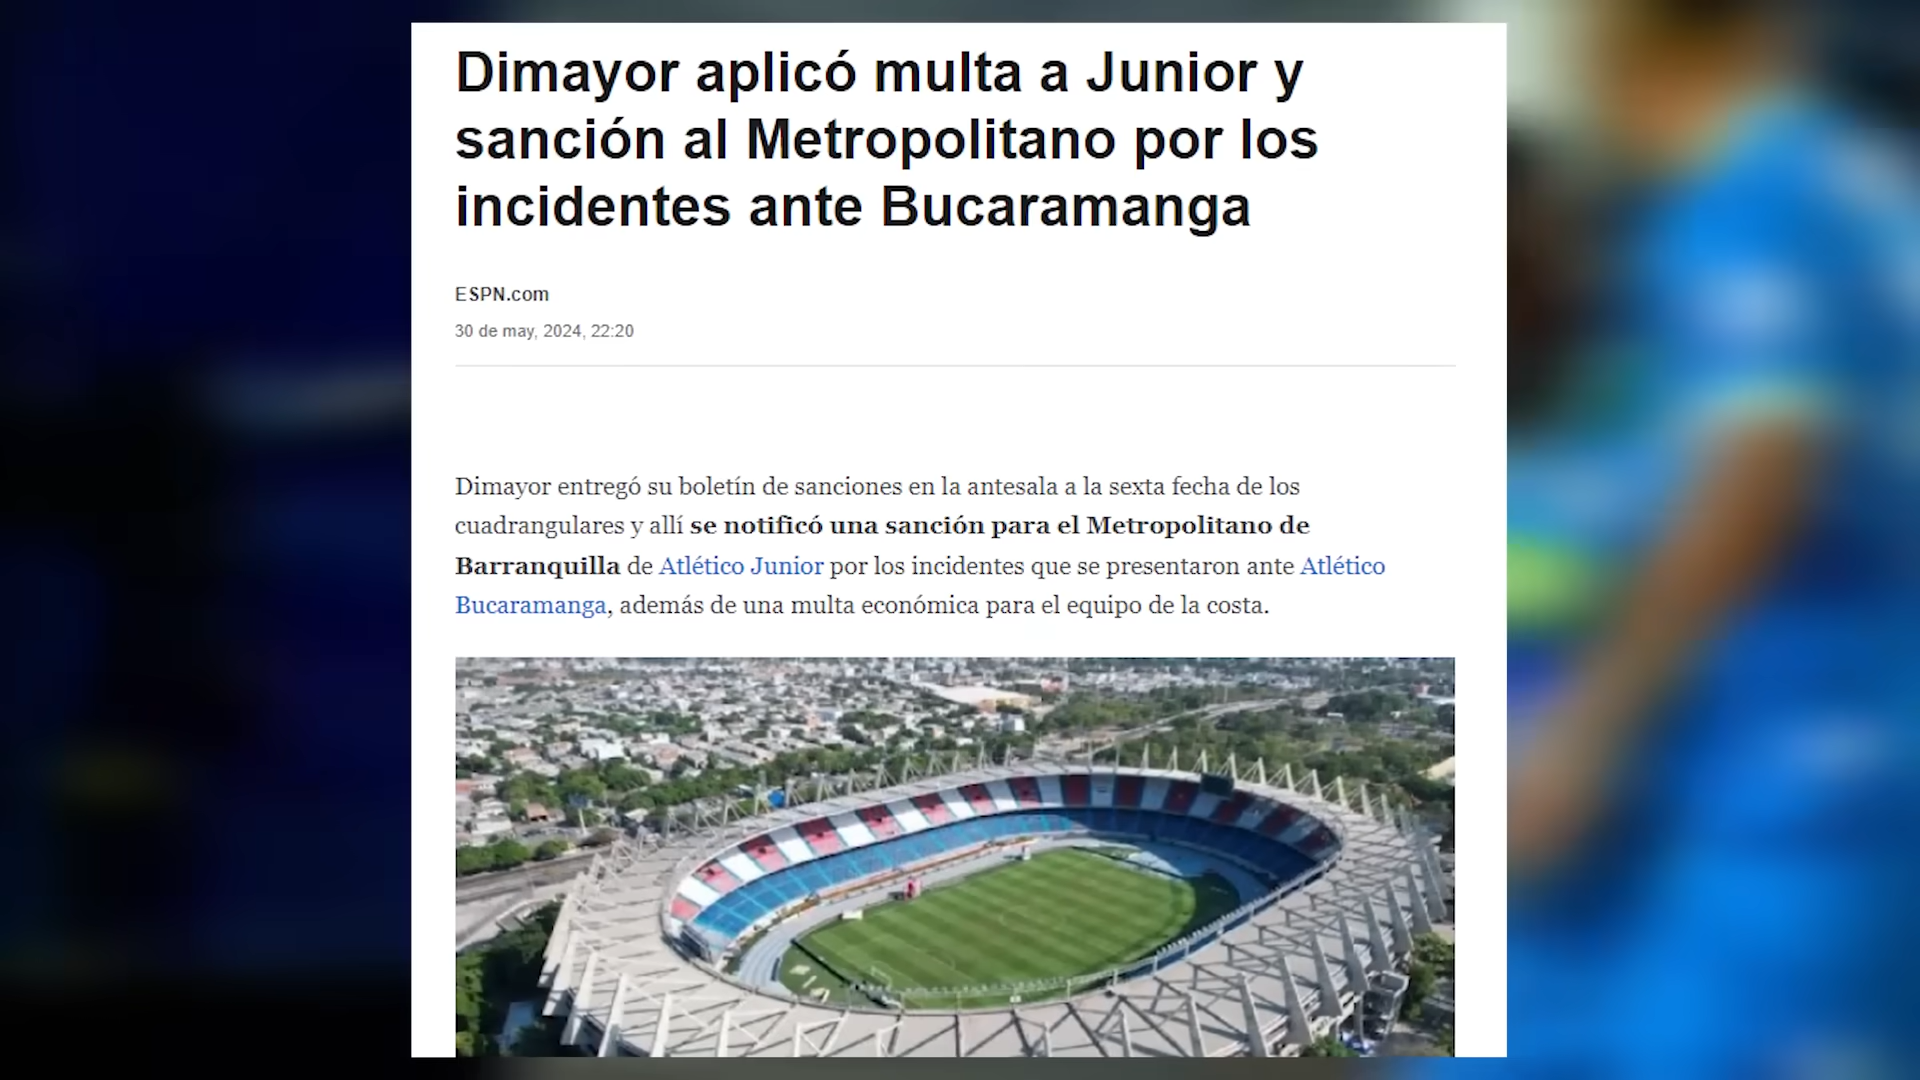 Dimayor aplicó multa a Junior y
sanción al Metropolitano por los
incidentes ante Bucaramanga
ESPN.com
30 de may, 2024, 22:20
Dimayor entregó su boletín de sanciones en la antesala a la sexta fecha de los
cuadrangulares y allí se notificó una sanción para el Metropolitano de
Barranquilla de Atlético Junior por los incidentes que se presentaron ante Atlético
Bucaramanga, además de una multa económica para el equipo de la costa.